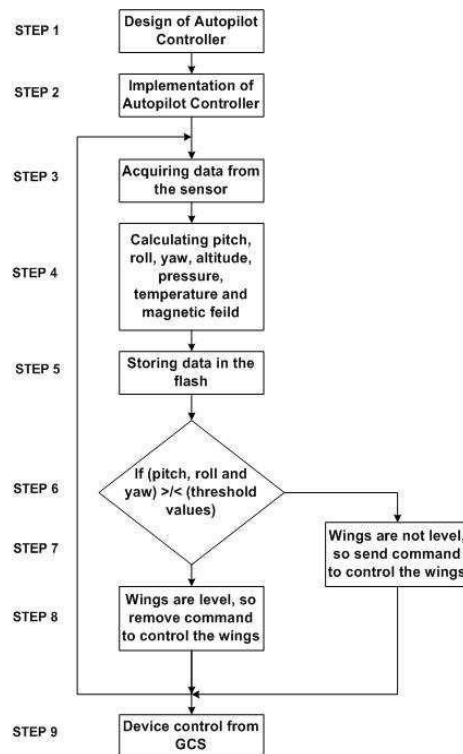 STEP 1
Design of Autopilot
Controller
STEP 2
Implementation of
Autopilot Controller
STEP 3
Acquiring data from
the sensor
STEP 4
Calculating pitch,
roll, yaw, altitude,
pressure,
temperature and
magnetic feild
STEP 5
Storing data in the
flash
STEP 6
If (pitch, roll and
yaw) >/< (threshold
values)
STEP 7
Wings are not level,
so send command
to control the wings
STEP 8
Wings are level, so
remove command
to control the wings
STEP 9
Device control from
GCS